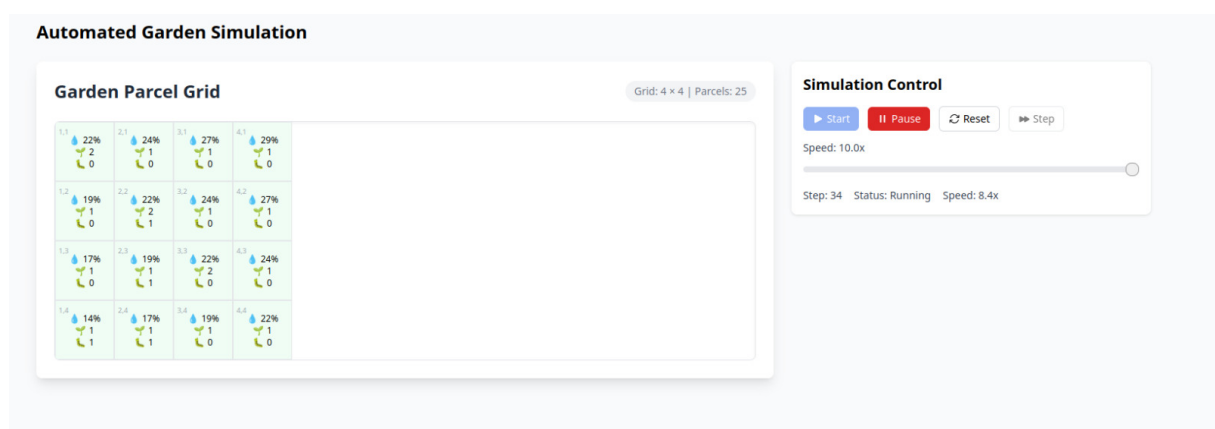 Automated Garden Simulation
Garden Parcel Grid
Grid: 4 × 4 | Parcels: 25
1,1 2,1 3,1 4,1
22% 24% 27% 29%
2 1 1 1
0 0 0 0
1,2 2,2 3,2 4,2
19% 22% 24% 27%
1 2 1 1
0 1 0 0
1,3 2,3 3,3 4,3
17% 19% 22% 24%
1 1 2 1
0 1 0 0
1,4 2,4 3,4 4,4
14% 17% 19% 22%
1 1 1 1
1 1 0 0
Simulation Control
Start Pause Reset Step
Speed: 10.0x
Step: 34 Status: Running Speed: 8.4x